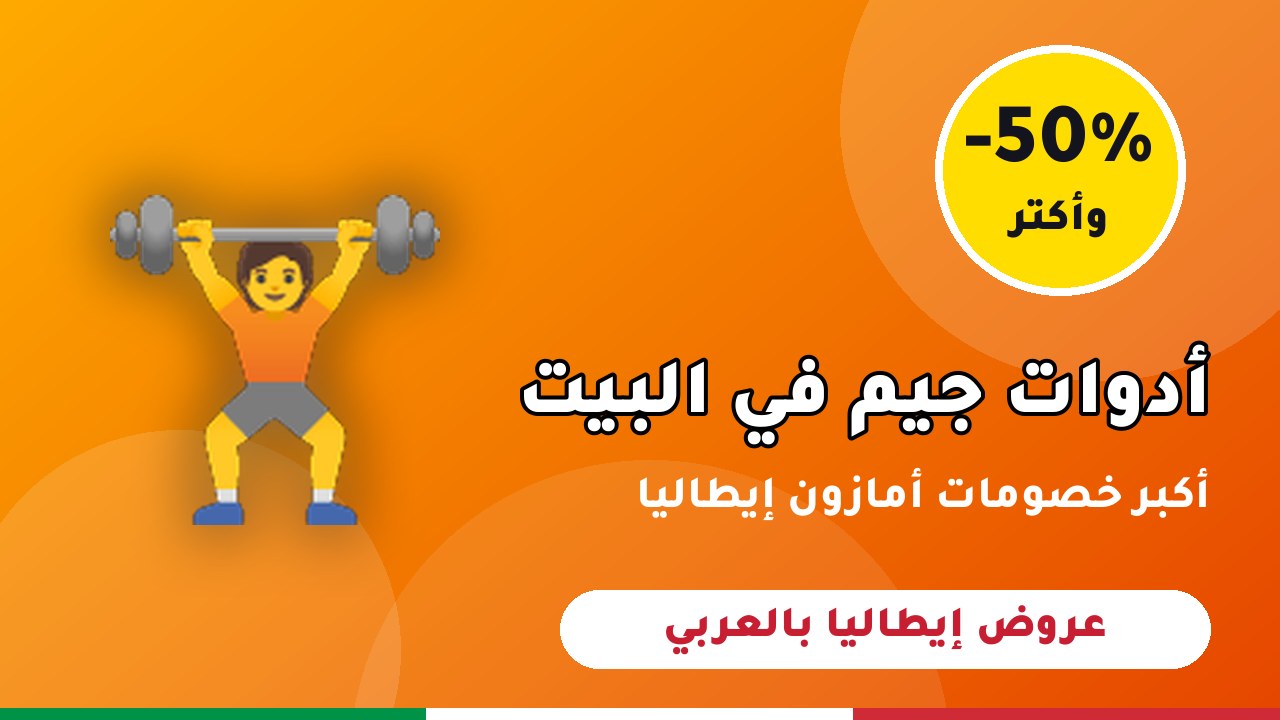 -50%
وأكتر
أدوات جيم في البيت
أكبر خصومات أمازون إيطاليا
عروض إيطاليا بالعربي